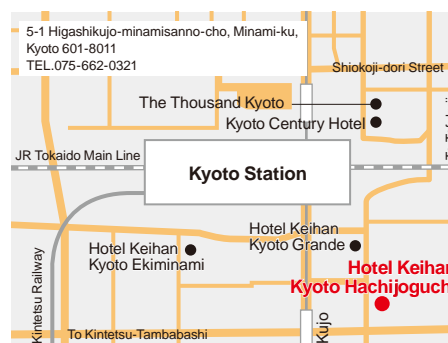 5-1 Higashikujo-minamisanno-cho, Minami-ku,
Kyoto 601-8011
TEL.075-662-0321
Shiokoji-dori Street
The Thousand Kyoto
Kyoto Century Hotel
JR Tokaido Main Line
Kyoto Station
Hotel Keihan
Kyoto Grande
Hotel Keihan
Kyoto Ekiminami
Hotel Keihan
Kyoto Hachijoguch
Kintetsu Railway
To Kintetsu-Tambabashi
Kujo